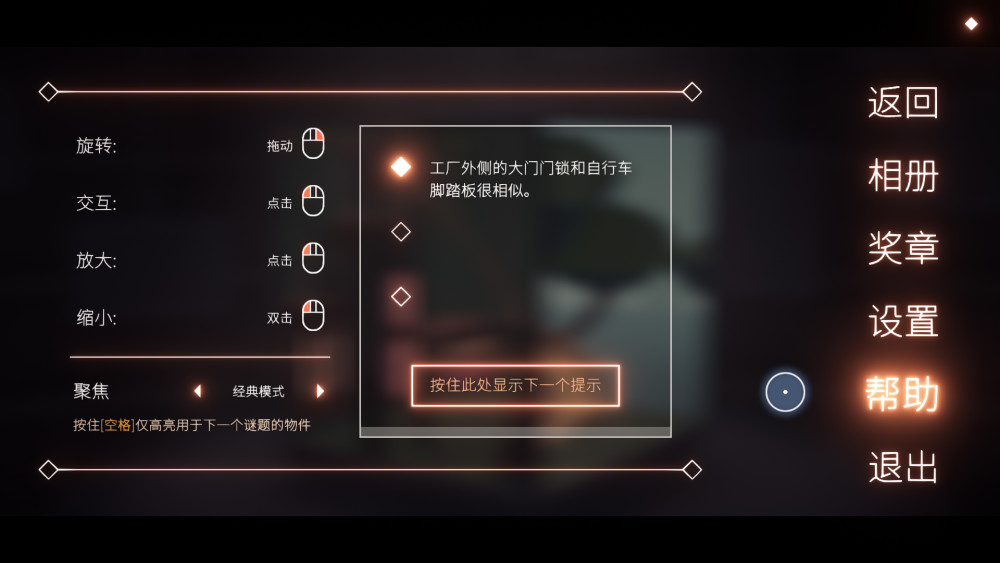 旋转: 拖动
交互: 点击
放大: 点击
缩小: 双击
聚焦 经典模式
按住[空格]仅高亮用于下一个谜题的物件
工厂外侧的大门门锁和自行车
脚踏板很相似。
按住此处显示下一个提示
返回
相册
奖章
设置
帮助
退出